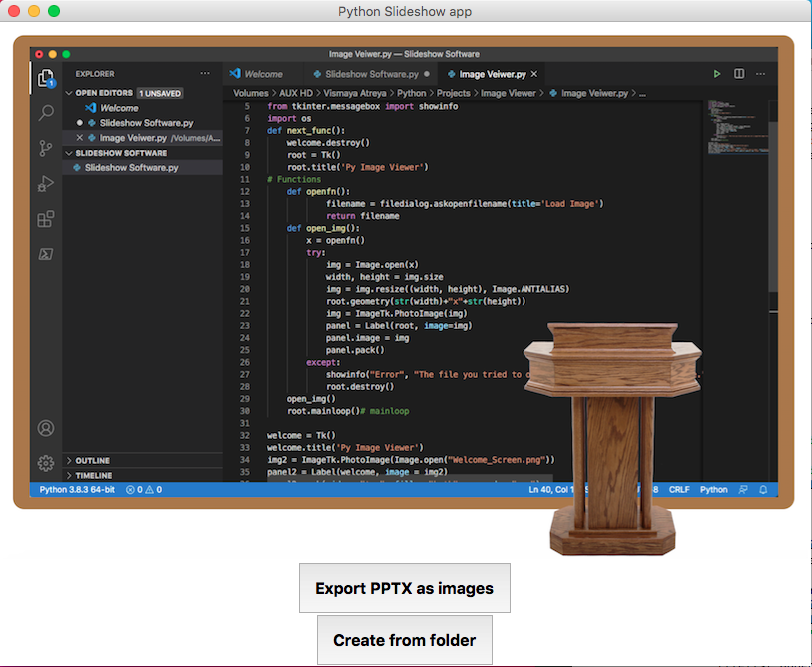 Python Slideshow app
Image Veiwer.py — Slideshow Software
EXPLORER
Welcome
Slideshow Software.py
Image Veiwer.py
OPEN EDITORS 1 UNSAVED
Volumes > AUX HD > Vismaya Atreya > Python > Projects > Image Viewer > Image Veiwer.py > ...
Welcome
Slideshow Software.py
Image Veiwer.py /Volumes/A...
SLIDESHOW SOFTWARE
Slideshow Software.py
5 from tkinter.messagebox import showinfo
6 import os
7 def next_func():
8 welcome.destroy()
9 root = Tk()
10 root.title('Py Image Viewer')
11 # Functions
12 def openfn():
13 filename = filedialog.askopenfilename(title='Load Image')
14 return filename
15 def open_img():
16 x = openfn()
17 try:
18 img = Image.open(x)
19 width, height = img.size
20 img = img.resize((width, height), Image.ANTIALIAS)
21 root.geometry(str(width)+"x"+str(height))
22 img = ImageTk.PhotoImage(img)
23 panel = Label(root, image=img)
24 panel.image = img
25 panel.pack()
26 except:
27 showinfo("Error", "The file you tried to
28 root.destroy()
29 open_img()
30 root.mainloop()# mainloop
31
32 welcome = Tk()
33 welcome.title('Py Image Viewer')
34 img2 = ImageTk.PhotoImage(Image.open("Welcome_Screen.png"))
35 panel2 = Label(welcome, image = img2)
OUTLINE
TIMELINE
Python 3.8.3 64-bit 0 0 Ln 40, Col 8 CRLF Python
Export PPTX as images
Create from folder